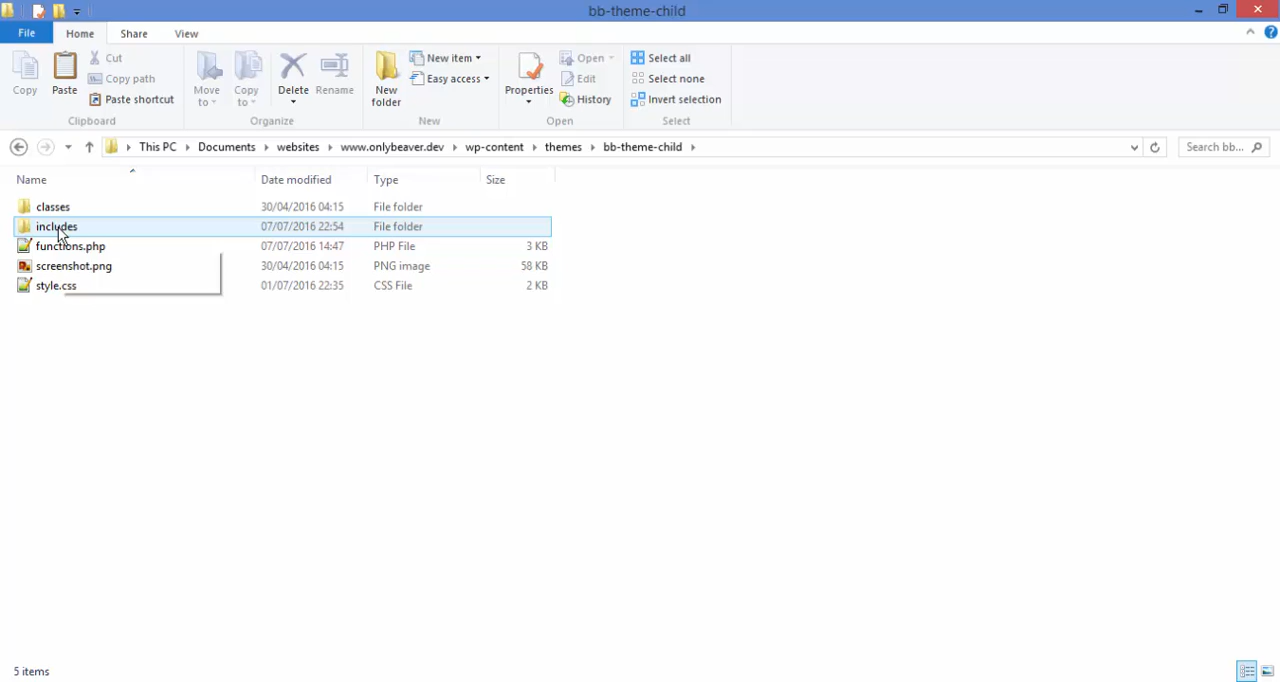 bb-theme-child
File Home Share View
Copy Paste Cut Copy path Paste shortcut Move to Copy to Delete Rename New folder New item Easy access Properties Open Edit History Select all Select none Invert selection
Clipboard Organize New Open Select
This PC Documents websites www.onlybeaver.dev wp-content themes bb-theme-child Search bb...
Name Date modified Type Size
classes 30/04/2016 04:15 File folder
includes 07/07/2016 22:54 File folder
functions.php 07/07/2016 14:47 PHP File 3 KB
screenshot.png 30/04/2016 04:15 PNG image 58 KB
style.css 01/07/2016 22:35 CSS File 2 KB
5 items